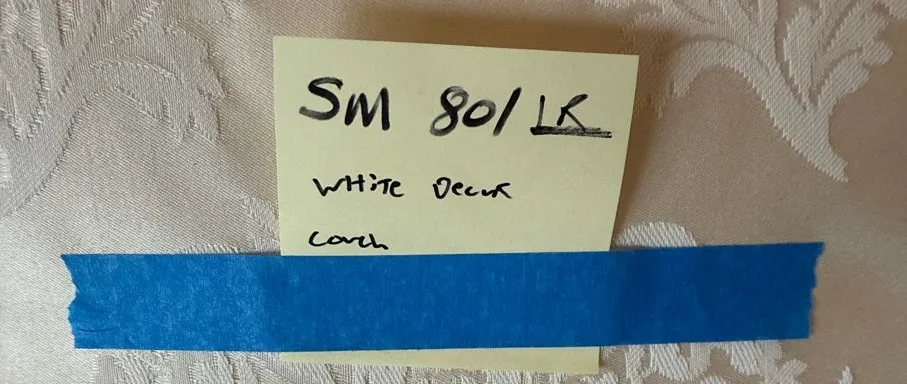 SM 801 LR
WHITE Decor
couch